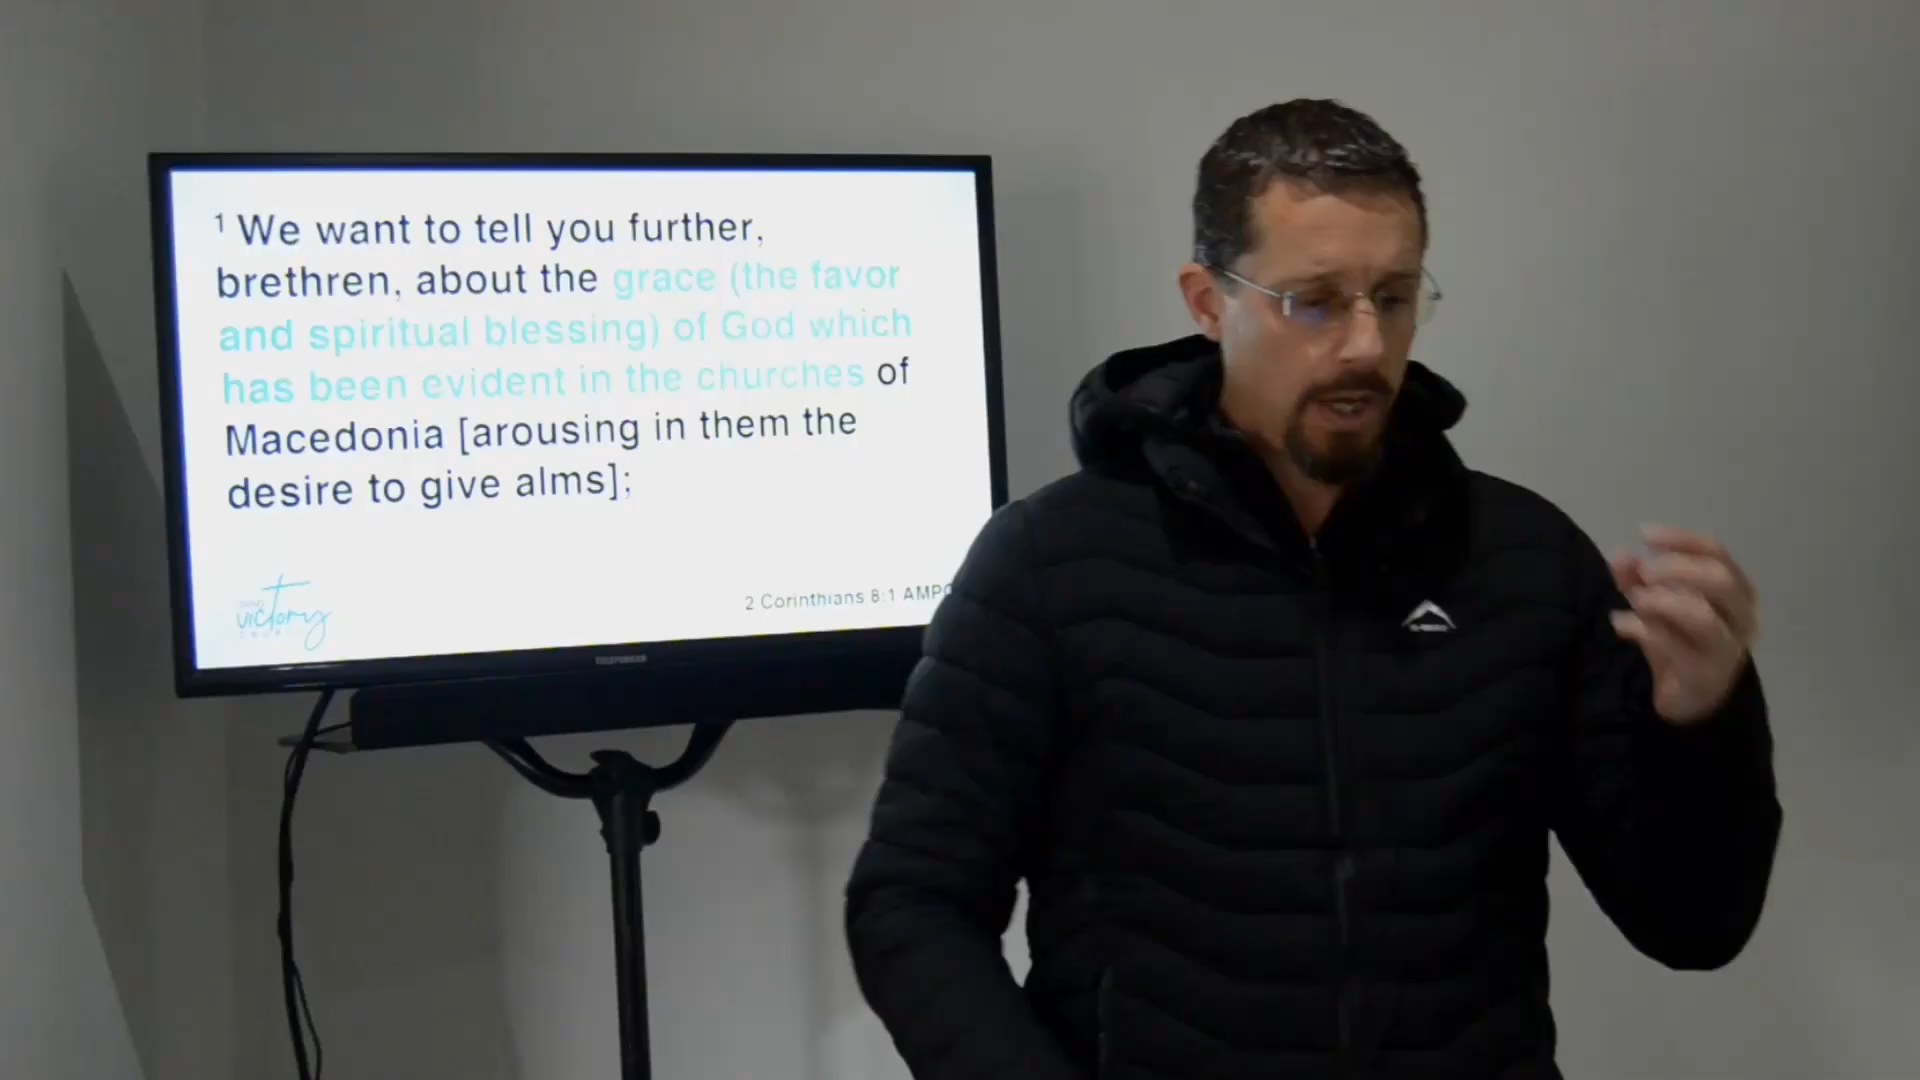 1 We want to tell you further,
brethren, about the grace (the favor
and spiritual blessing) of God which
has been evident in the churches of
Macedonia [arousing in them the
desire to give alms];
victory
2 Corinthians 8:1 AMPC
TELEFUNKEN